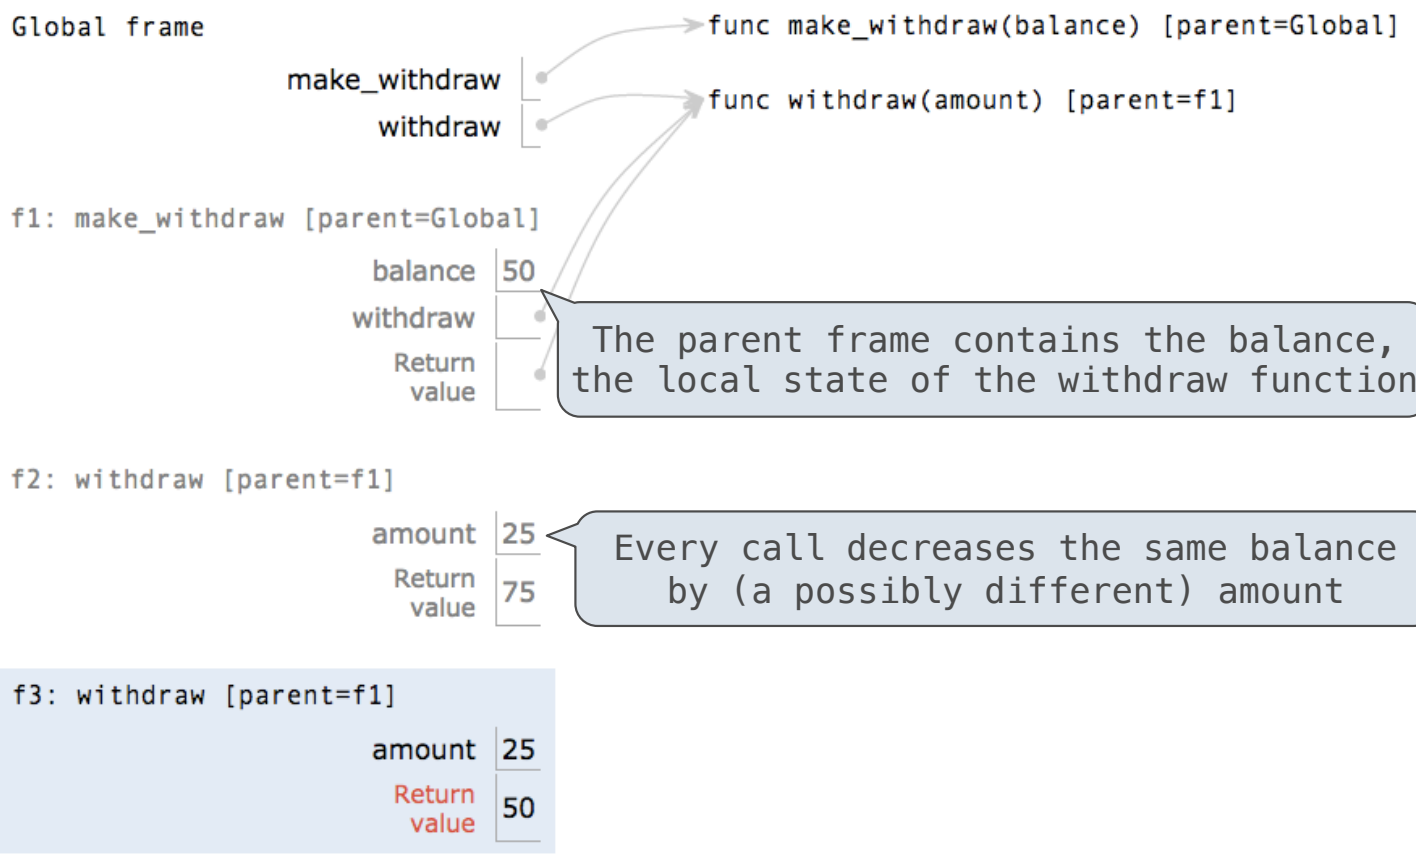 Global frame
func make_withdraw(balance) [parent=Global]
make_withdraw
func withdraw(amount) [parent=f1]
withdraw
f1: make_withdraw [parent=Global]
balance 50
withdraw
Return
value
The parent frame contains the balance,
the local state of the withdraw function
f2: withdraw [parent=f1]
amount 25
Return
value
75
Every call decreases the same balance
by (a possibly different) amount
f3: withdraw [parent=f1]
amount 25
Return
value
50